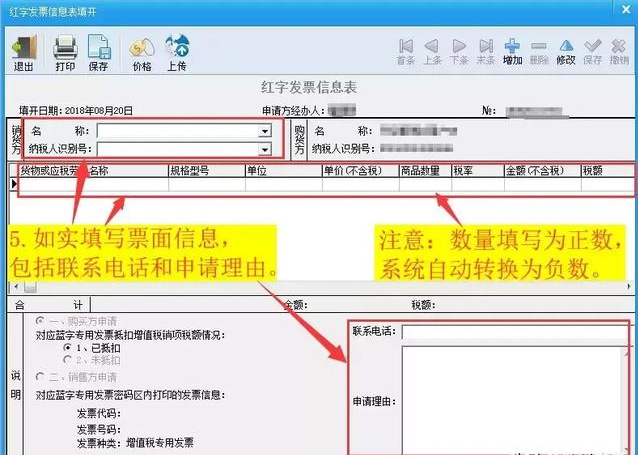 红字发票信息表填开
退出 打印 保存 价格 上传 首条 上条 下条 末条 增加 删除 修改 保存 撤销
红字发票信息表
填开日期：2018年08月20日 申请方经办人： №：
销货方 名 称： 购货方 名 称：
纳税人识别号： 纳税人识别号：
货物或应税劳 名称 规格型号 单位 单价(不含税) 商品数量 税率 金额(不含税) 税额
5.如实填写票面信息，
包括联系电话和申请理由。
注意：数量填写为正数，
系统自动转换为负数。
合 计 金额： 税额：
说明
一、购买方申请
对应蓝字专用发票抵扣增值税销项税额情况：
1、已抵扣
2、未抵扣
二、销售方申请
对应蓝字专用发票密码区内打印的发票信息：
发票代码：
发票号码：
发票种类：增值税专用发票
联系电话：
申请理由：